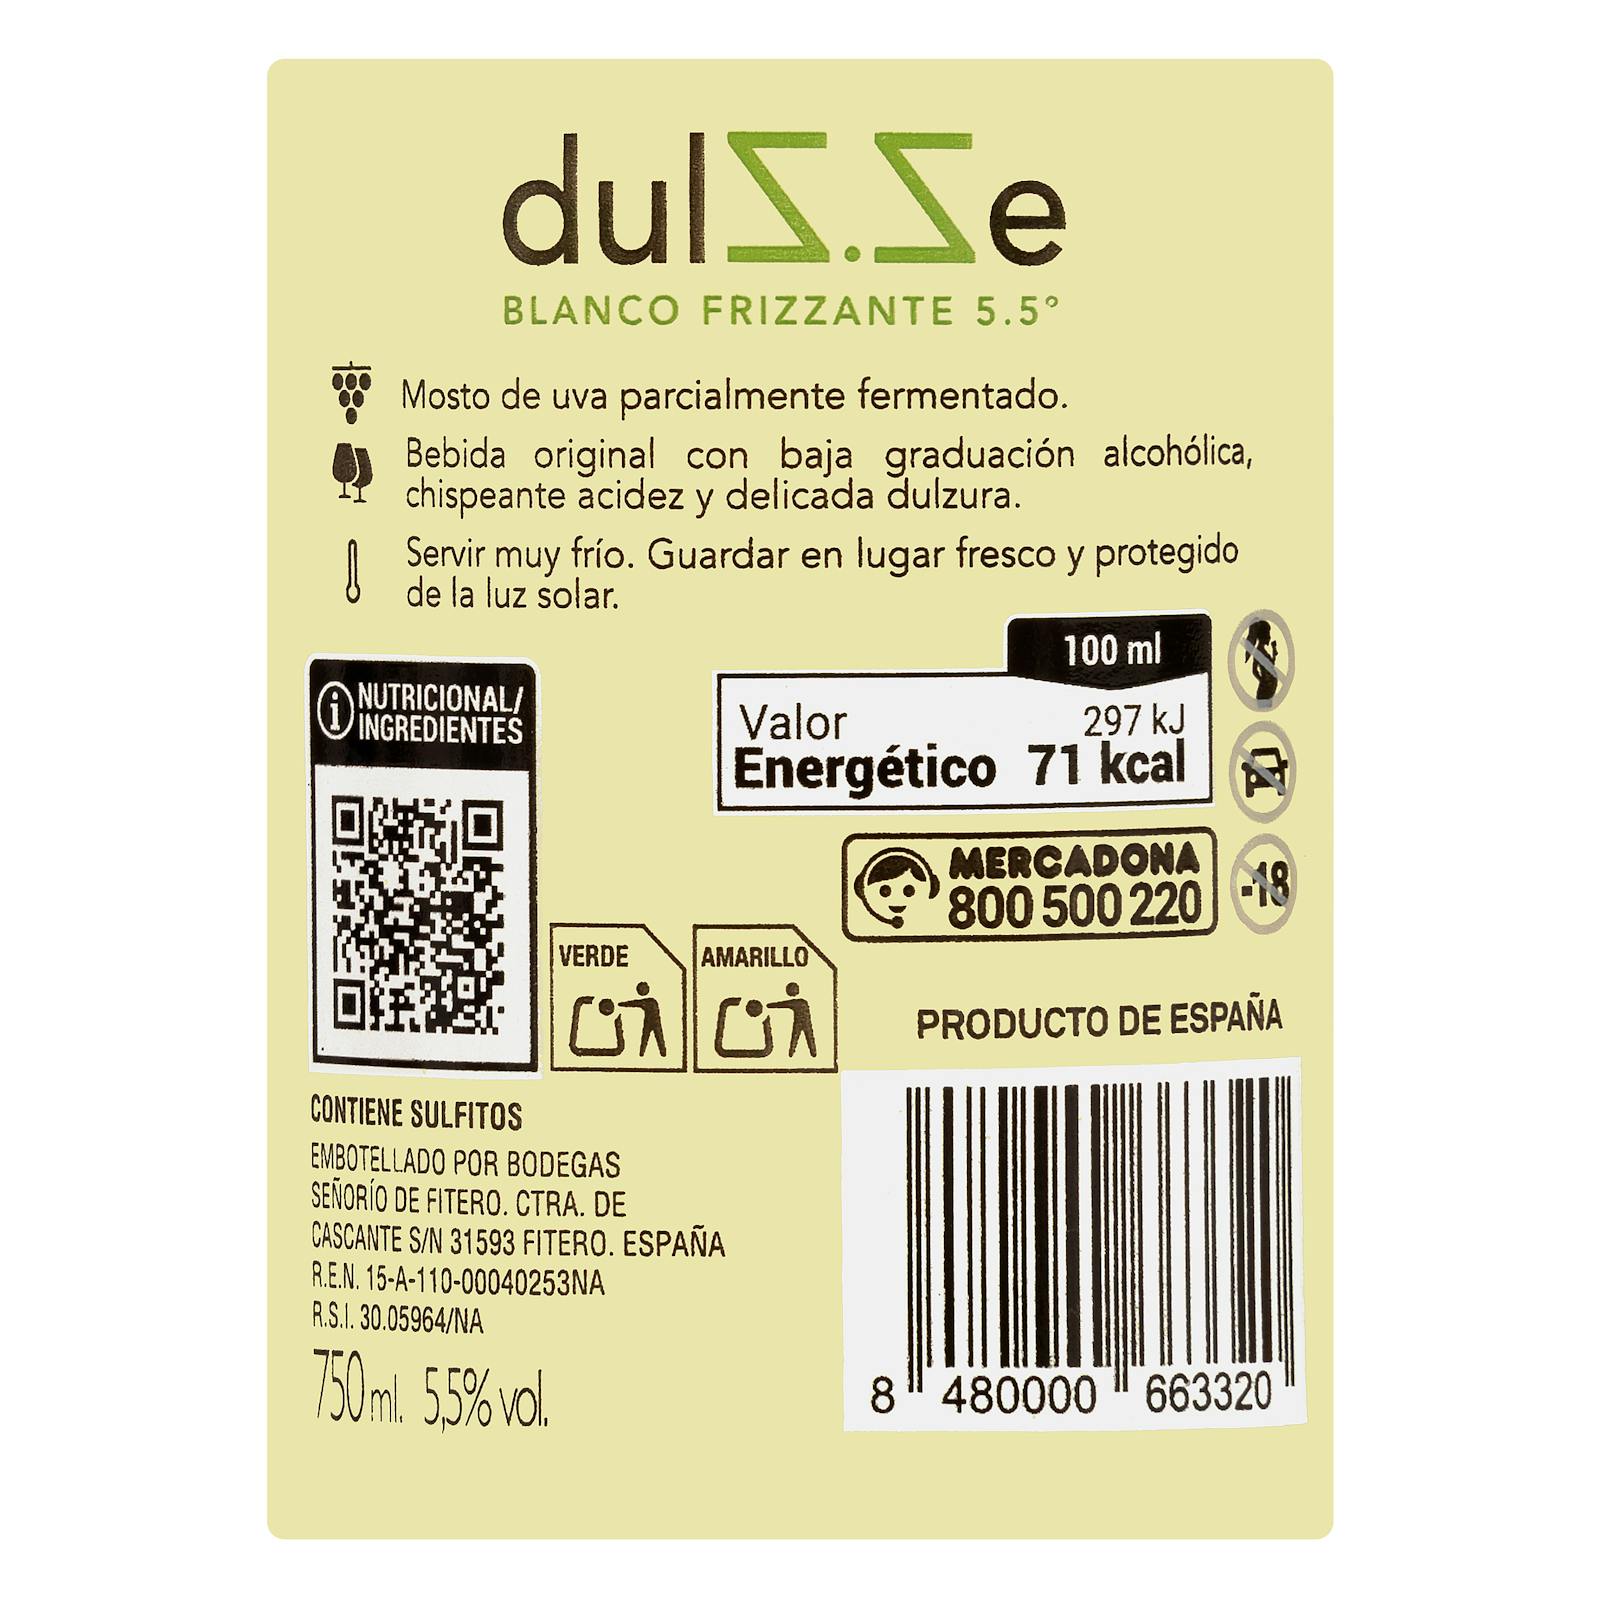 dulZ.Ze
BLANCO FRIZZANTE 5.5°
Mosto de uva parcialmente fermentado.
Bebida original con baja graduación alcohólica,
chispeante acidez y delicada dulzura.
Servir muy frío. Guardar en lugar fresco y protegido
de la luz solar.
100 ml
Valor 297 kJ
Energético 71 kcal
i NUTRICIONAL/
INGREDIENTES
MERCADONA
800 500 220
-18
VERDE
AMARILLO
PRODUCTO DE ESPAÑA
CONTIENE SULFITOS
EMBOTELLADO POR BODEGAS
SEÑORÍO DE FITERO. CTRA. DE
CASCANTE S/N 31593 FITERO. ESPAÑA
R.E.N. 15-A-110-00040253NA
R.S.I. 30.05964/NA
750 ml. 5,5% vol.
8 480000 663320